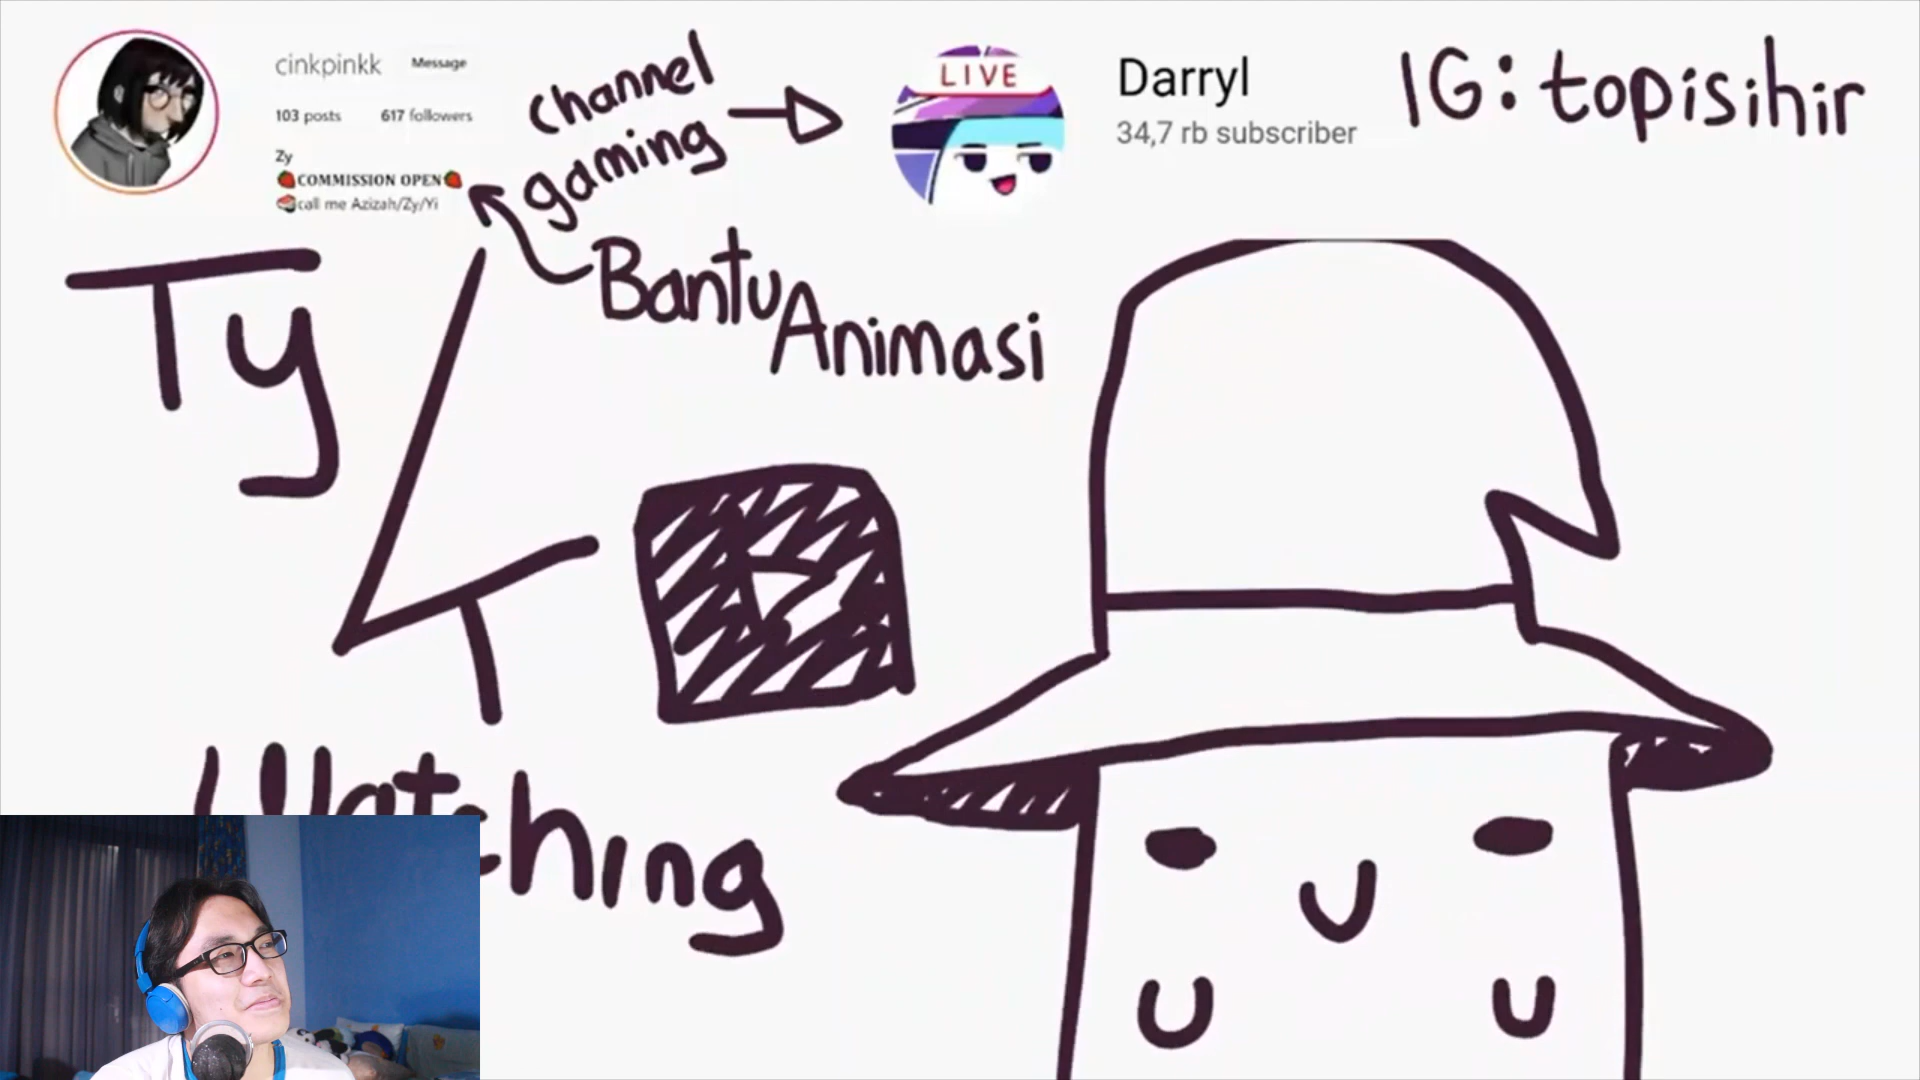 cinkpinkk Message
103 posts 617 followers
Zy
🍓COMMISSION OPEN🍓
🍣call me Azizah/Zy/Yi
channel
gaming
LIVE
Darryl
34,7 rb subscriber
IG: topisihir
Bantu
Animasi
Ty
T
Watching